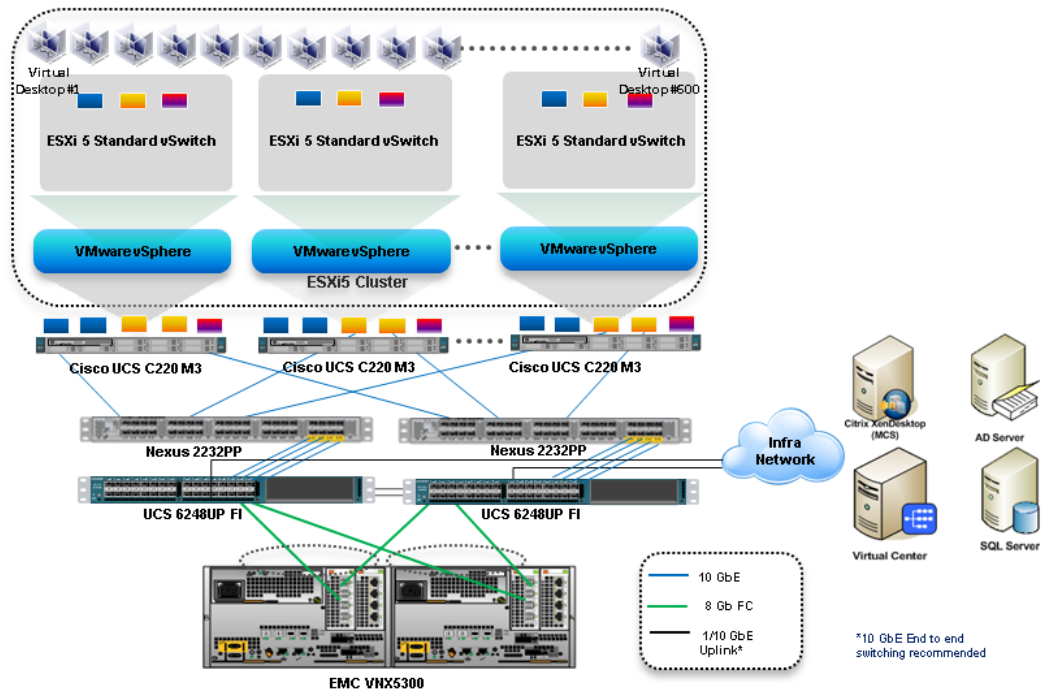 Virtual
Desktop #1
Virtual
Desktop #600
ESXi 5 Standard vSwitch
ESXi 5 Standard vSwitch
ESXi 5 Standard vSwitch
VMware vSphere
VMware vSphere
VMware vSphere
ESXi5 Cluster
Cisco UCS C220 M3
Cisco UCS C220 M3
Cisco UCS C220 M3
Nexus 2232PP
Nexus 2232PP
Infra
Network
UCS 6248UP FI
UCS 6248UP FI
Citrix XenDesktop
(MCS)
AD Server
Virtual Center
SQL Server
10 GbE
8 Gb FC
1/10 GbE
Uplink*
*10 GbE End to end
switching recommended
EMC VNX5300